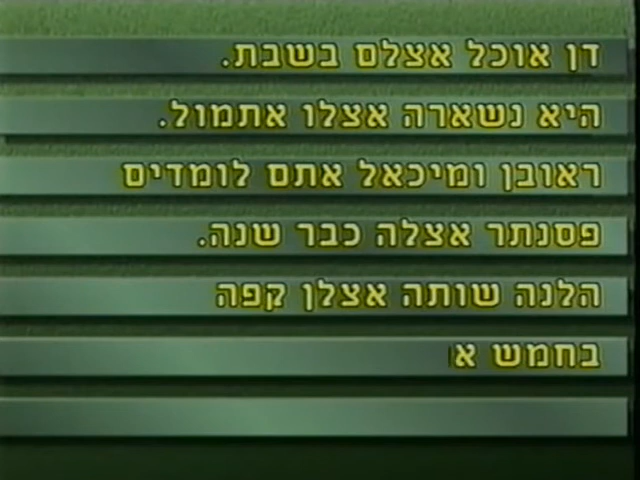 דן אוכל אצלם בשבת.
היא נשארה אצלו אתמול.
ראובן ומיכאל אתם לומדים
פסנתר אצלה כבר שנה.
הלנה שותה אצלן קפה
בחמש א